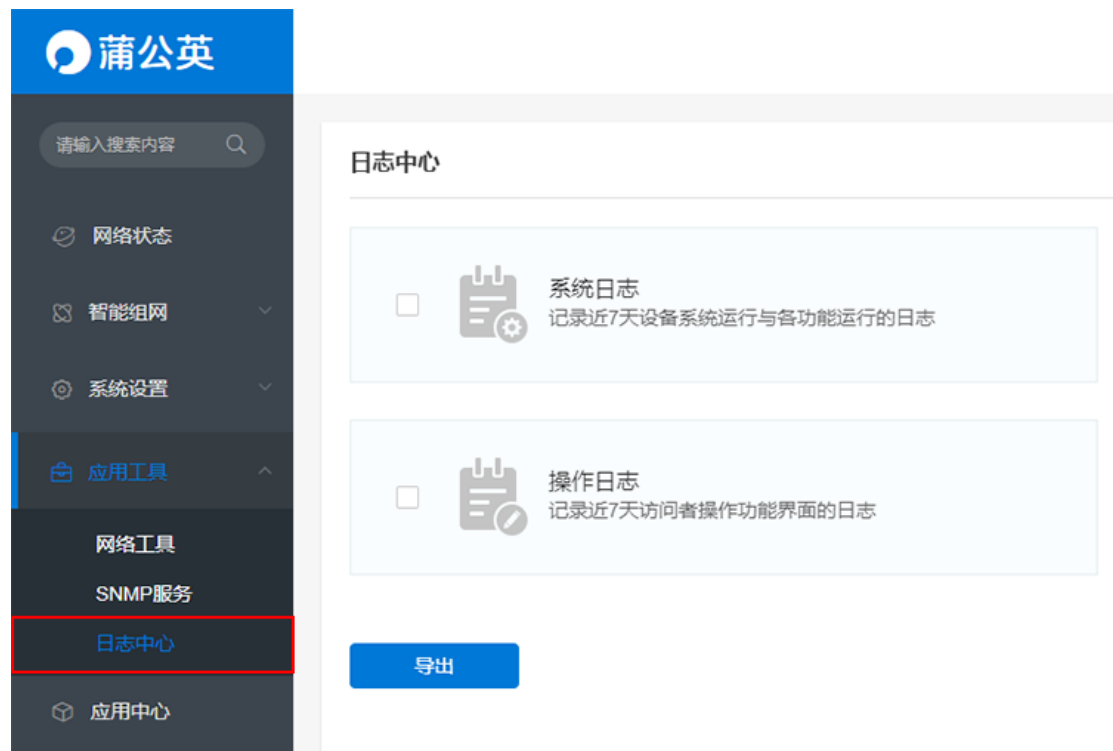 蒲公英
请输入搜索内容
网络状态
智能组网
系统设置
应用工具
网络工具
SNMP服务
日志中心
应用中心
日志中心
系统日志
记录近7天设备系统运行与各功能运行的日志
操作日志
记录近7天访问者操作功能界面的日志
导出